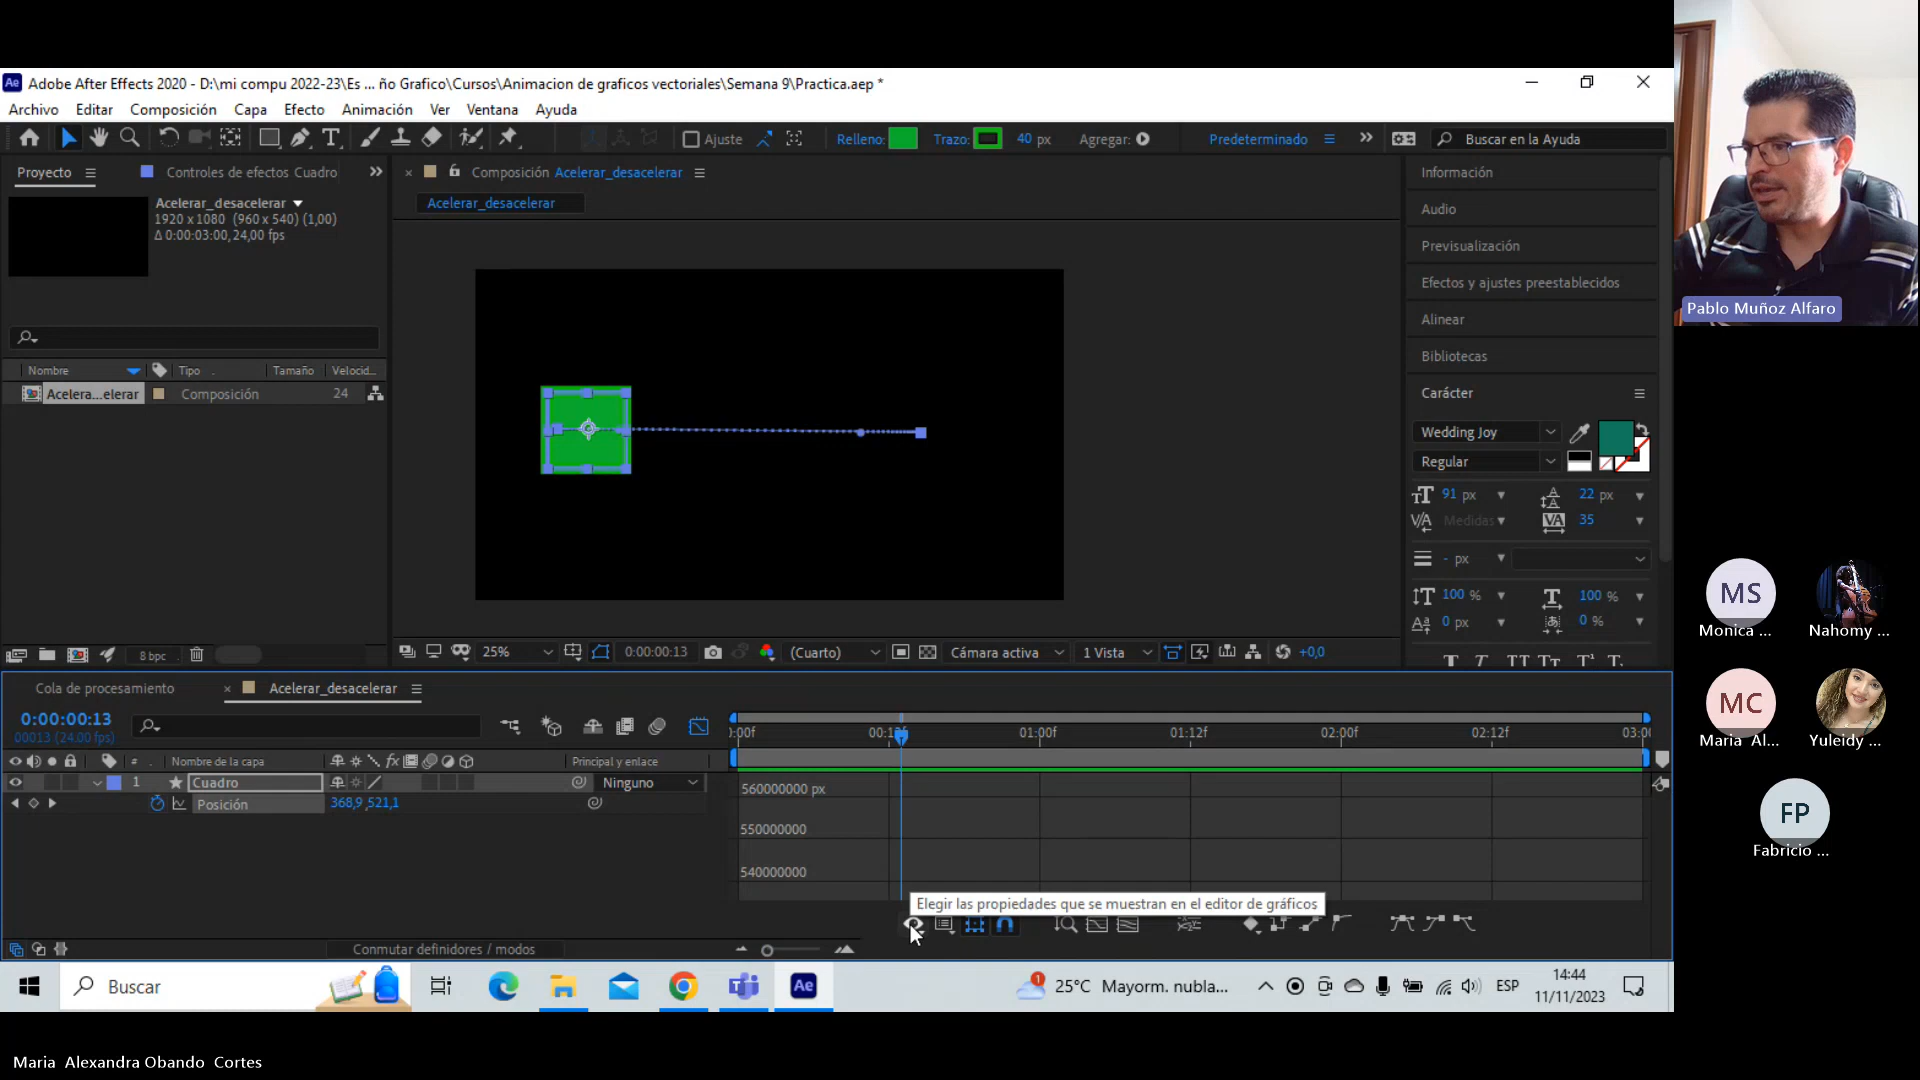 Ae Adobe After Effects 2020 - D:\mi compu 2022-23\Es ... ño Grafico\Cursos\Animacion de graficos vectoriales\Semana 9\Practica.aep *
Archivo Editar Composición Capa Efecto Animación Ver Ventana Ayuda
Ajuste Relleno: Trazo: 40 px Agregar: Predeterminado Buscar en la Ayuda
Proyecto Controles de efectos Cuadro
Acelerar_desacelerar
1920 x 1080 (960 x 540) (1,00)
Δ 0:00:03:00, 24,00 fps
Nombre Tipo Tamaño Velocid...
Acelera...elerar Composición 24
8 bpc
Composición Acelerar_desacelerar
Acelerar_desacelerar
25% 0:00:00:13 (Cuarto) Cámara activa 1 Vista +0,0
Información
Audio
Previsualización
Efectos y ajustes preestablecidos
Alinear
Bibliotecas
Carácter
Wedding Joy
Regular
91 px 22 px
Medidas 35
- px
100 % 100 %
0 px 0 %
Pablo Muñoz Alfaro
MS
Monica ...
Nahomy ...
MC
Maria Al...
Yuleidy ...
FP
Fabricio ...
Cola de procesamiento Acelerar_desacelerar
0:00:00:13
00013 (24.00 fps)
# Nombre de la capa fx Principal y enlace
1 Cuadro Ninguno
Posición 368,9 ,521,1
01:00f 01:12f 02:00f 02:12f
560000000 px
550000000
540000000
Elegir las propiedades que se muestran en el editor de gráficos
Conmutar definidores / modos
Buscar
Ae
1 25°C Mayorm. nubla... ESP
14:44
11/11/2023
Maria Alexandra Obando Cortes